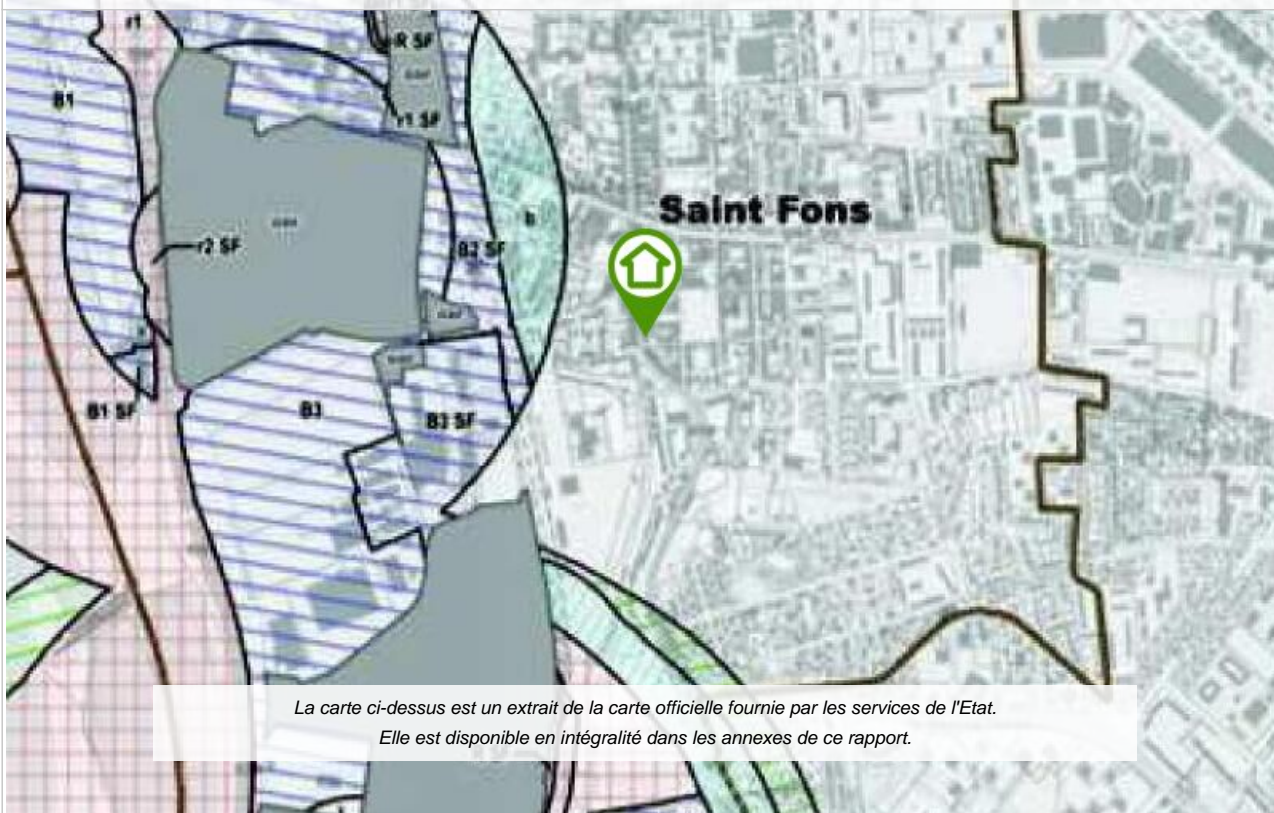 r1
R SF
B1
r1 SF
b
Saint Fons
r2 SF
B2 SF
B1 SF
B3
B3 SF
La carte ci-dessus est un extrait de la carte officielle fournie par les services de l'Etat.
Elle est disponible en intégralité dans les annexes de ce rapport.